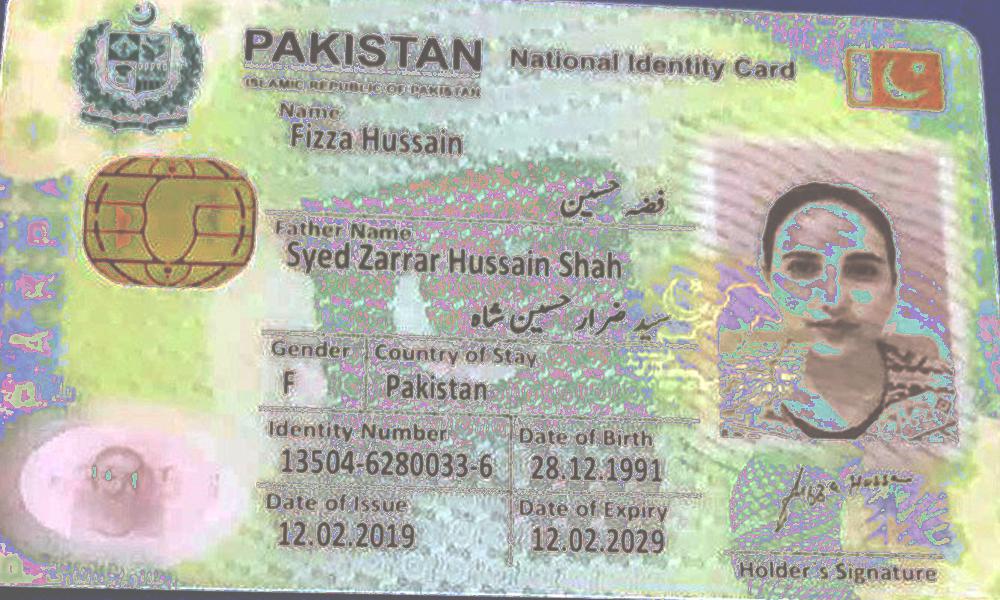 PAKISTAN National Identity Card
ISLAMIC REPUBLIC OF PAKISTAN
Name
Fizza Hussain
فضہ حسین
Father Name
Syed Zarrar Hussain Shah
سید ضرار حسین شاہ
Gender Country of Stay
F Pakistan
Identity Number Date of Birth
13504-6280033-6 28.12.1991
Date of Issue Date of Expiry
12.02.2019 12.02.2029
Fizza Hussain
Holder's Signature